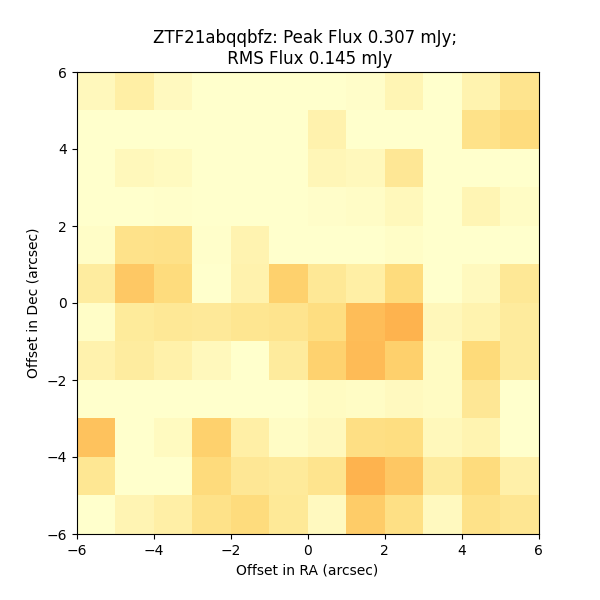 ZTF21abqqbfz: Peak Flux 0.307 mJy;
RMS Flux 0.145 mJy
6
4
2
0
−2
−4
−6
Offset in Dec (arcsec)
−6 −4 −2 0 2 4 6
Offset in RA (arcsec)